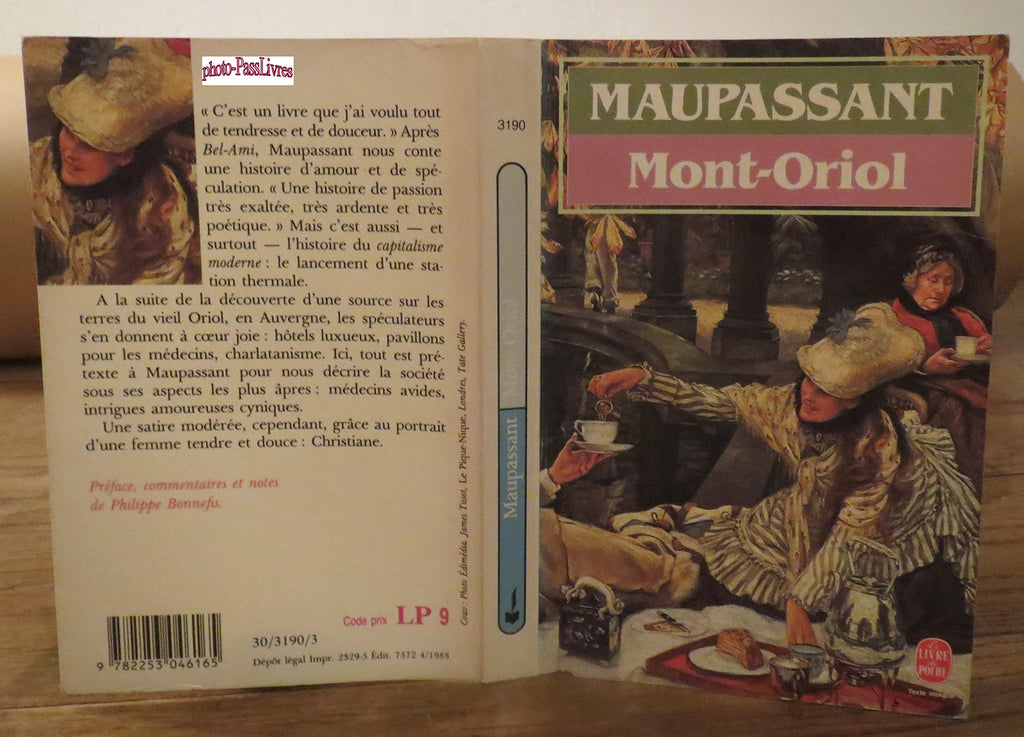 photo-PassLivres
« C'est un livre que j'ai voulu tout
de tendresse et de douceur. » Après
Bel-Ami, Maupassant nous conte
une histoire d'amour et de spé-
culation. « Une histoire de passion
très exaltée, très ardente et très
poétique. » Mais c'est aussi — et
surtout — l'histoire du capitalisme
moderne : le lancement d'une sta-
tion thermale.
A la suite de la découverte d'une source sur les
terres du vieil Oriol, en Auvergne, les spéculateurs
s'en donnent à cœur joie : hôtels luxueux, pavillons
pour les médecins, charlatanisme. Ici, tout est pré-
texte à Maupassant pour nous décrire la société
sous ses aspects les plus âpres : médecins avides,
intrigues amoureuses cyniques.
Une satire modérée, cependant, grâce au portrait
d'une femme tendre et douce : Christiane.
Préface, commentaires et notes
de Philippe Bonnefis.
Couv : Photo Édimédia. James Tissot, Le Pique-Nique, Londres, Tate Gallery.
Code prix LP 9
9 782253 046165
30/3190/3
Dépôt légal Impr. 2329-5 Édit. 7572 4/1988
3190
Maupassant Mont-Oriol
MAUPASSANT
Mont-Oriol
Le
LIVRE
de
POCHE
Texte intégral